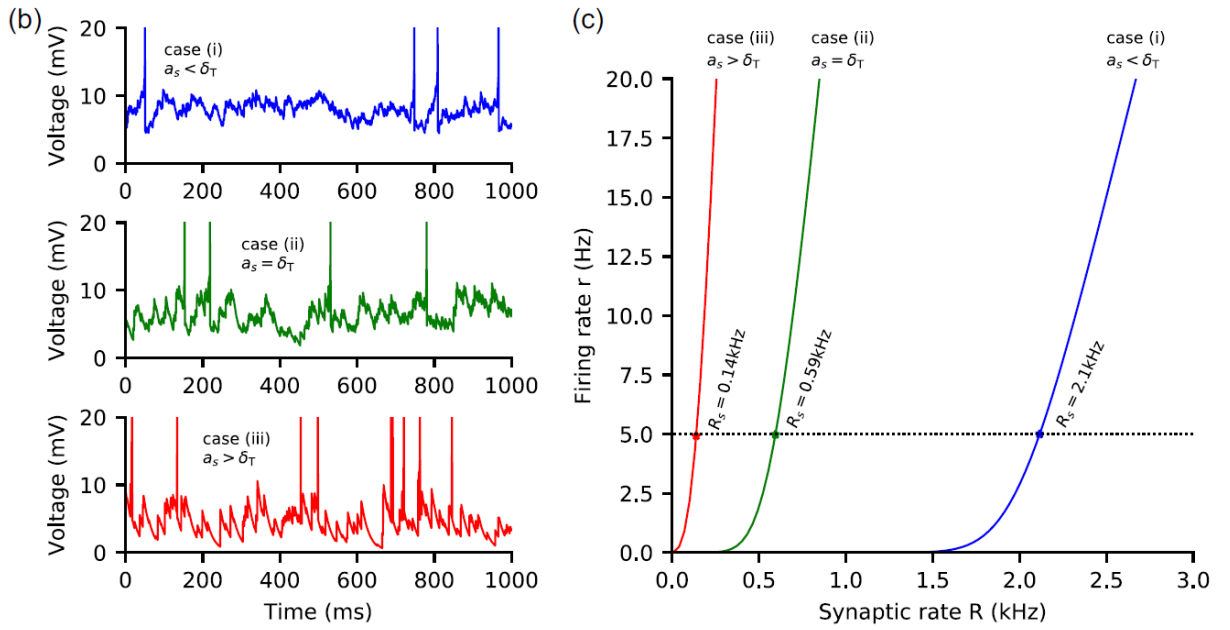 (b)
20
10
0
Voltage (mV)
case (i)
a_s < δ_T
0 200 400 600 800 1000
20
10
0
Voltage (mV)
case (ii)
a_s = δ_T
0 200 400 600 800 1000
20
10
0
Voltage (mV)
case (iii)
a_s > δ_T
0 200 400 600 800 1000
Time (ms)
(c)
case (iii)
a_s > δ_T
case (ii)
a_s = δ_T
case (i)
a_s < δ_T
20.0
17.5
15.0
12.5
10.0
7.5
5.0
2.5
0.0
Firing rate r (Hz)
R_s = 0.14kHz
R_s = 0.59kHz
R_s = 2.1kHz
0.0 0.5 1.0 1.5 2.0 2.5 3.0
Synaptic rate R (kHz)